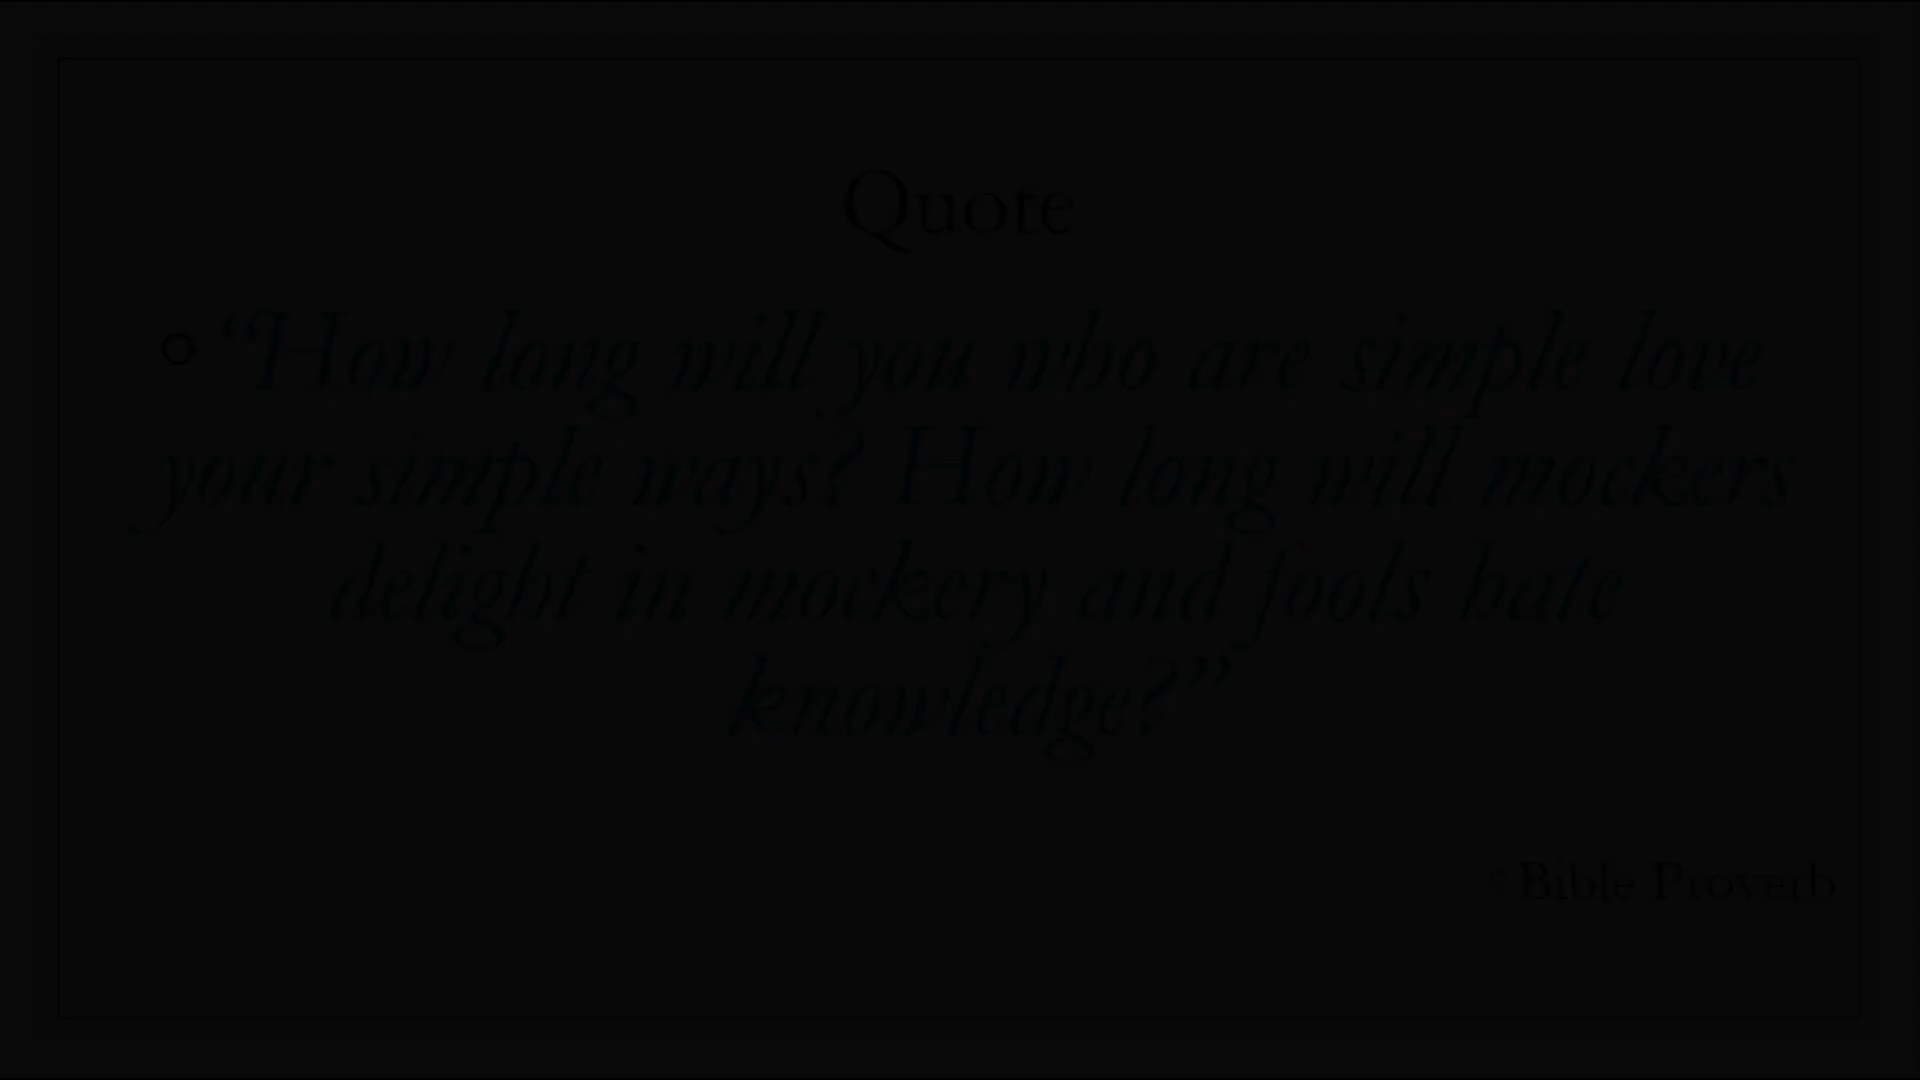 Quote
“How long will you who are simple love
your simple ways? How long will mockers
delight in mockery and fools hate
knowledge?”
Bible Proverb